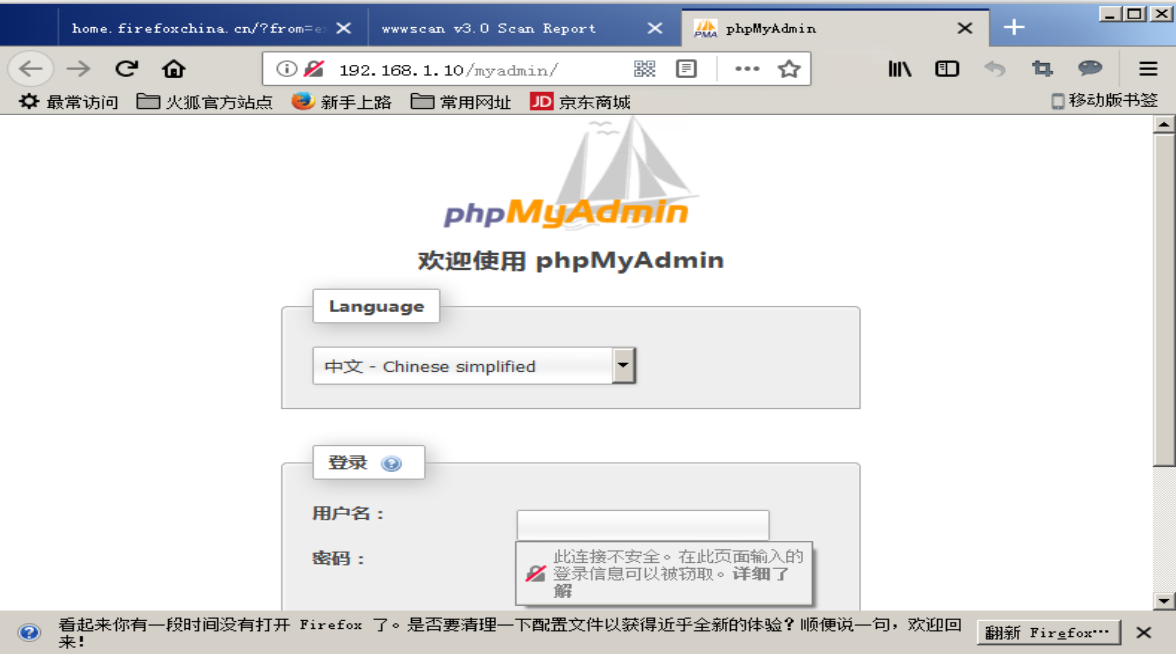 home.firefoxchina.cn/?from=e
wwwscan v3.0 Scan Report
PMA phpMyAdmin
192.168.1.10/myadmin/
最常访问 火狐官方站点 新手上路 常用网址 JD 京东商城 移动版书签
phpMyAdmin
欢迎使用 phpMyAdmin
Language
中文 - Chinese simplified
登录
用户名：
密码：
此连接不安全。在此页面输入的
登录信息可以被窃取。详细了
解
看起来你有一段时间没有打开 Firefox 了。是否要清理一下配置文件以获得近乎全新的体验？顺便说一句，欢迎回
来！
翻新 Firefox…